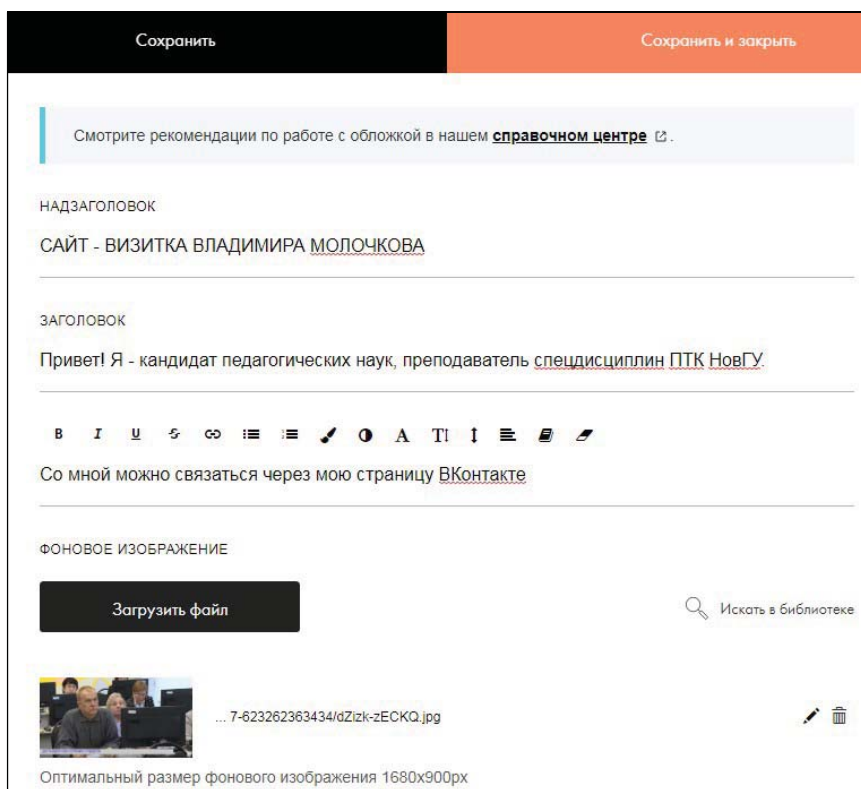 Сохранить
Сохранить и закрыть
Смотрите рекомендации по работе с обложкой в нашем справочном центре.
НАДЗАГОЛОВОК
САЙТ - ВИЗИТКА ВЛАДИМИРА МОЛОЧКОВА
ЗАГОЛОВОК
Привет! Я - кандидат педагогических наук, преподаватель спецдисциплин ПТК НовГУ.
B I U S A TI
Со мной можно связаться через мою страницу ВКонтакте
ФОНОВОЕ ИЗОБРАЖЕНИЕ
Загрузить файл
Искать в библиотеке
... 7-623262363434/dZizk-zECKQ.jpg
Оптимальный размер фонового изображения 1680x900px